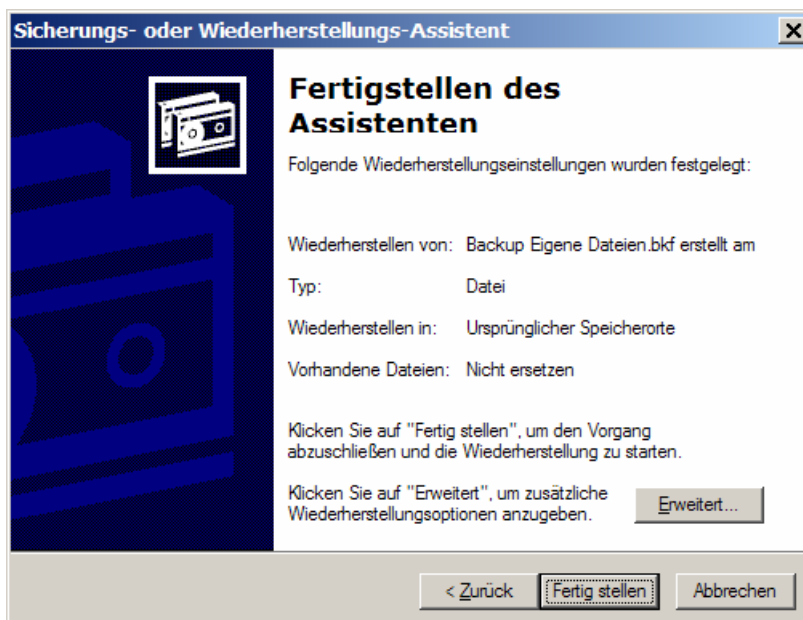 Sicherungs- oder Wiederherstellungs-Assistent
Fertigstellen des
Assistenten
Folgende Wiederherstellungseinstellungen wurden festgelegt:
Wiederherstellen von: Backup Eigene Dateien.bkf erstellt am
Typ: Datei
Wiederherstellen in: Ursprünglicher Speicherorte
Vorhandene Dateien: Nicht ersetzen
Klicken Sie auf "Fertig stellen", um den Vorgang
abzuschließen und die Wiederherstellung zu starten.
Klicken Sie auf "Erweitert", um zusätzliche
Wiederherstellungsoptionen anzugeben.
Erweitert...
< Zurück Fertig stellen Abbrechen